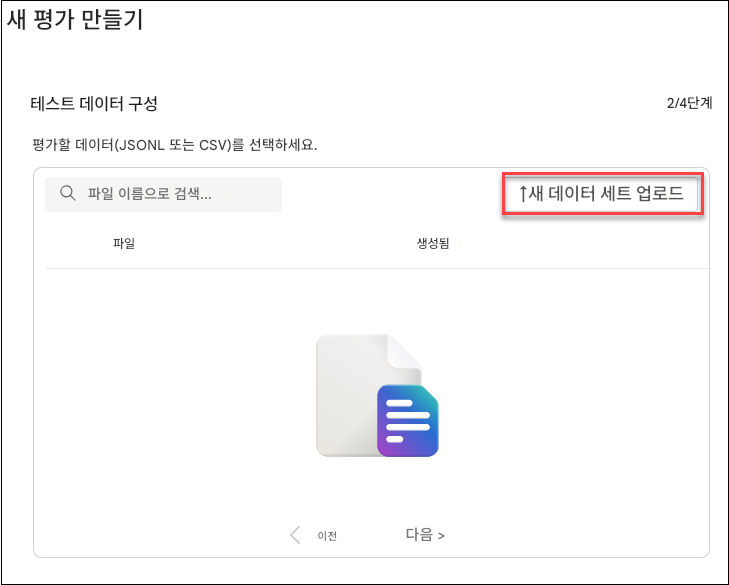 새 평가 만들기
테스트 데이터 구성
2/4단계
평가할 데이터(JSONL 또는 CSV)를 선택하세요.
파일 이름으로 검색...
↑새 데이터 세트 업로드
파일
생성됨
이전
다음 >